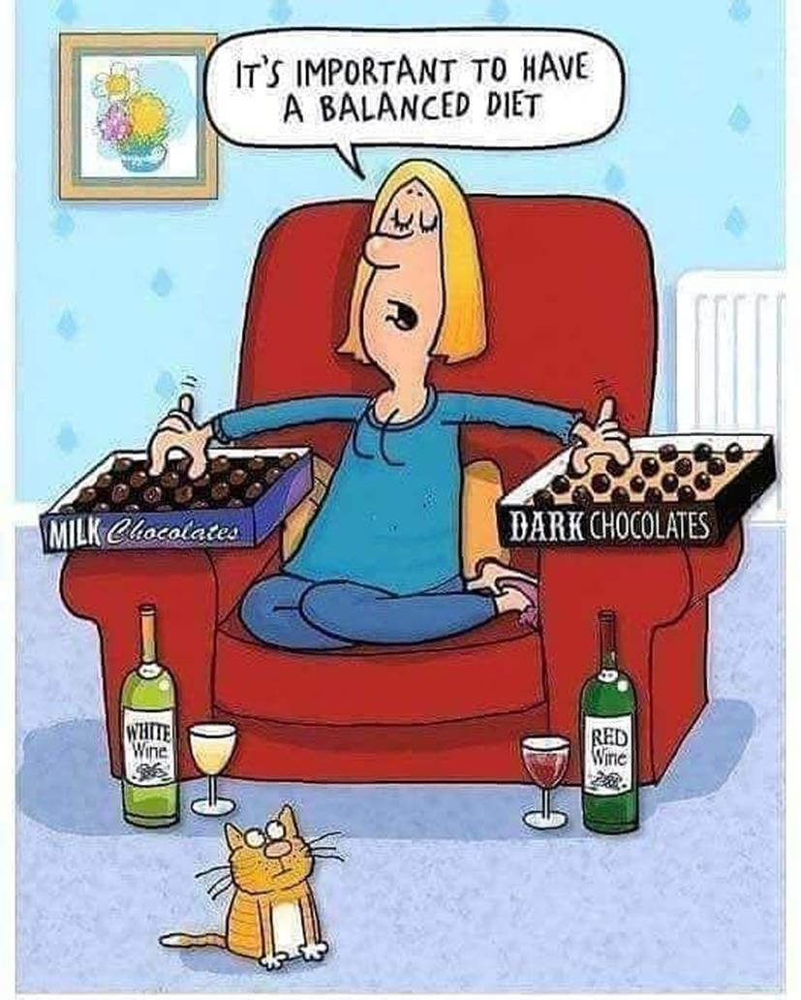 IT'S IMPORTANT TO HAVE
A BALANCED DIET
MILK Chocolates
DARK CHOCOLATES
WHITE
Wine
RED
Wine